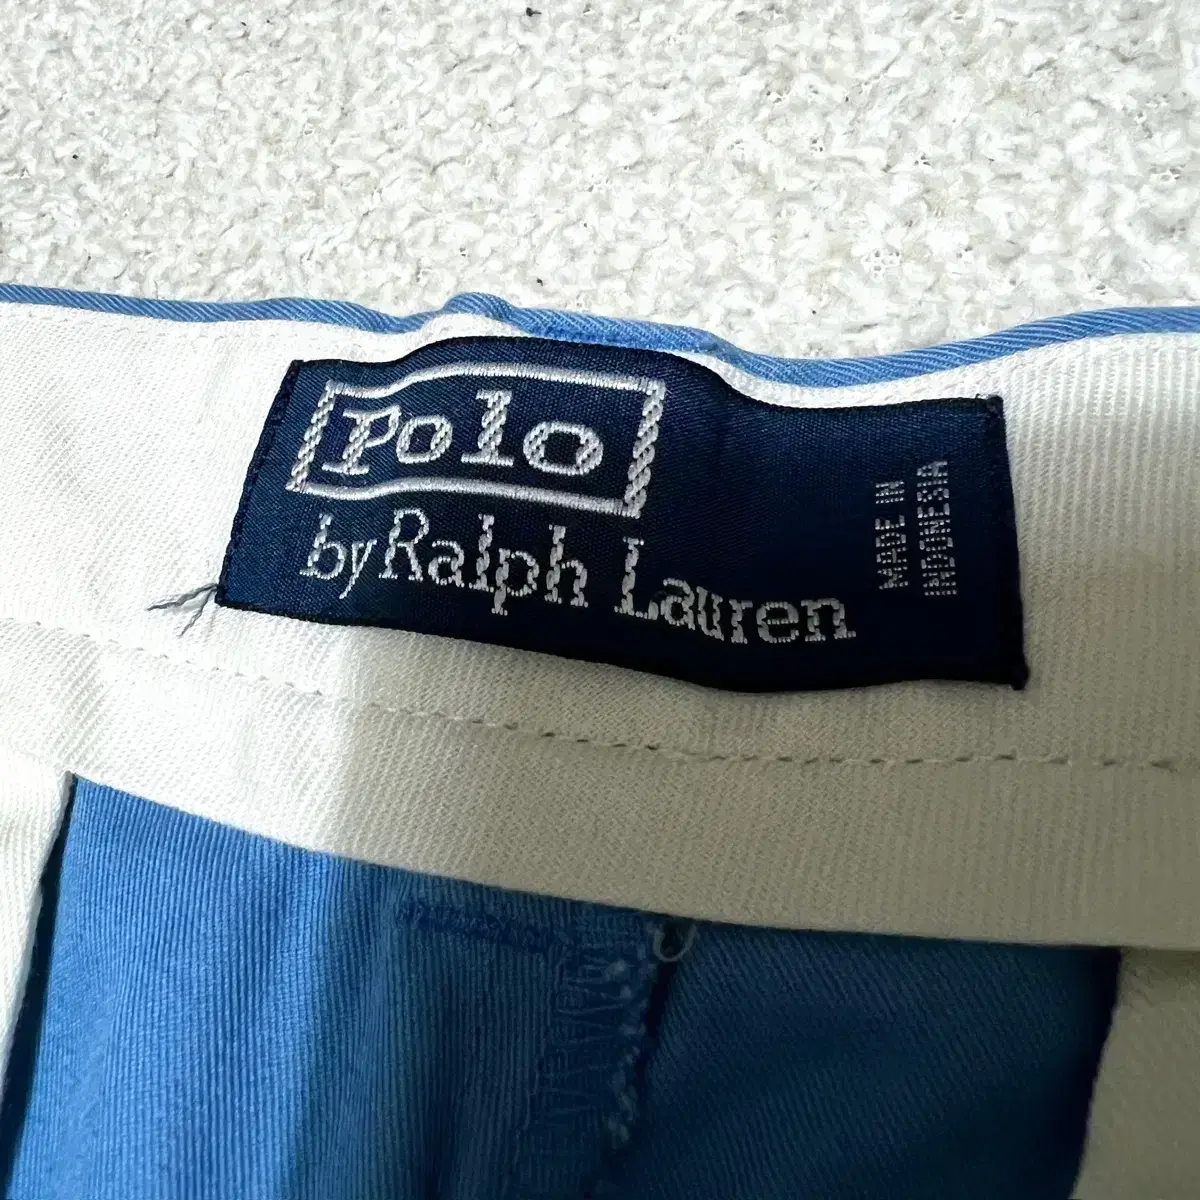 Polo
by Ralph Lauren
MADE IN
INDONESIA